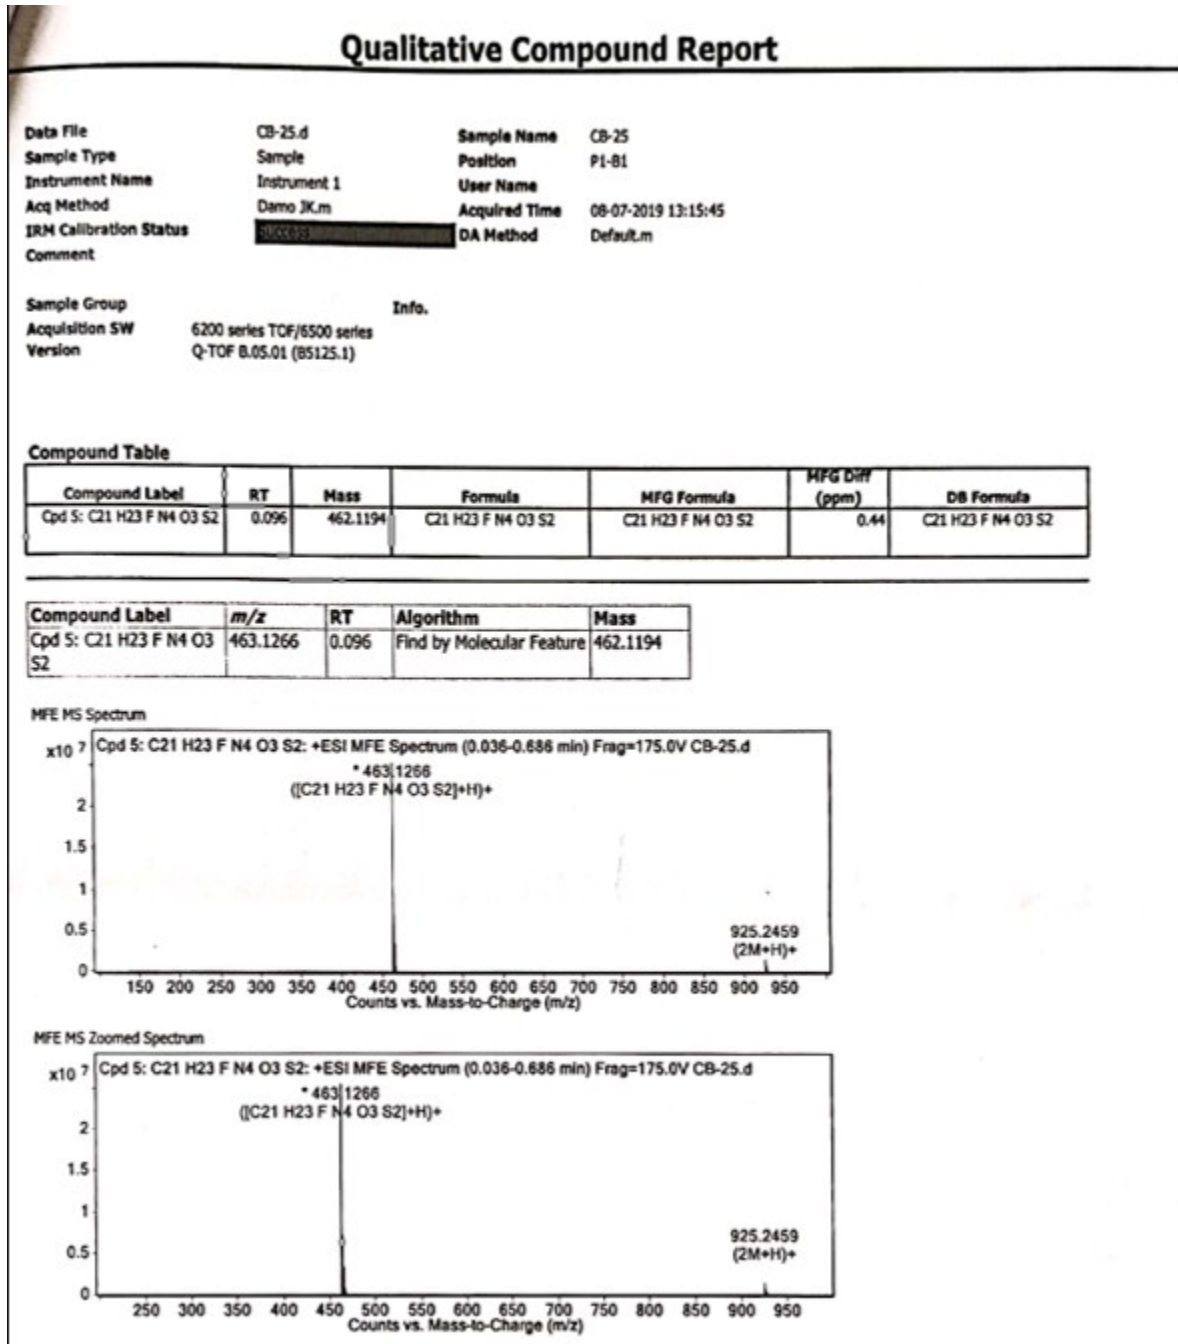 Qualitative Compound Report
Data File CB-25.d Sample Name CB-25
Sample Type Sample Position P1-B1
Instrument Name Instrument 1 User Name
Acq Method Damo JK.m Acquired Time 08-07-2019 13:15:45
IRM Calibration Status Success DA Method Default.m
Comment
Sample Group Info.
Acquisition SW 6200 series TOF/6500 series
Version Q-TOF B.05.01 (B5125.1)
Compound Table
MFG Diff
Compound Label RT Mass Formula MFG Formula (ppm) DB Formula
Cpd 5: C21 H23 F N4 O3 S2 0.096 462.1194 C21 H23 F N4 O3 S2 C21 H23 F N4 O3 S2 0.44 C21 H23 F N4 O3 S2
Compound Label m/z RT Algorithm Mass
Cpd 5: C21 H23 F N4 O3 463.1266 0.096 Find by Molecular Feature 462.1194
S2
MFE MS Spectrum
x10 7 Cpd 5: C21 H23 F N4 O3 S2: +ESI MFE Spectrum (0.036-0.686 min) Frag=175.0V CB-25.d
* 463.1266
([C21 H23 F N4 O3 S2]+H)+
2
1.5
1
0.5
925.2459
(2M+H)+
0
150 200 250 300 350 400 450 500 550 600 650 700 750 800 850 900 950
Counts vs. Mass-to-Charge (m/z)
MFE MS Zoomed Spectrum
x10 7 Cpd 5: C21 H23 F N4 O3 S2: +ESI MFE Spectrum (0.036-0.686 min) Frag=175.0V CB-25.d
* 463.1266
([C21 H23 F N4 O3 S2]+H)+
2
1.5
1
0.5
925.2459
(2M+H)+
0
250 300 350 400 450 500 550 600 650 700 750 800 850 900 950
Counts vs. Mass-to-Charge (m/z)